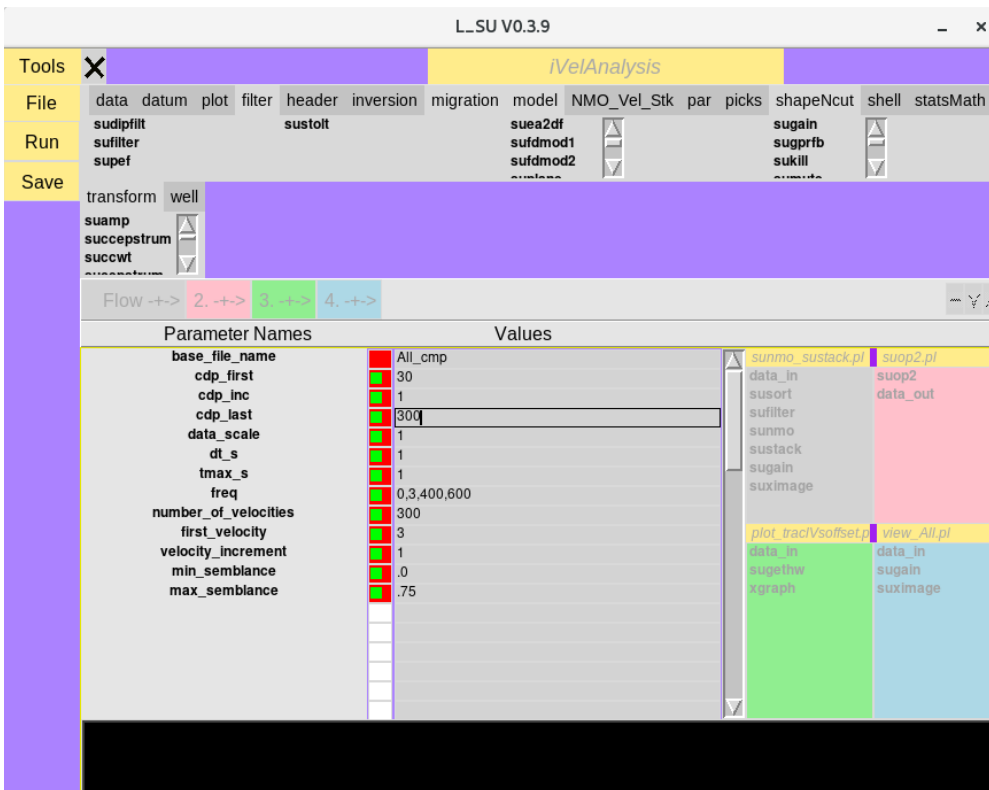 L_SU V0.3.9
Tools iVelAnalysis
File data datum plot filter header inversion migration model NMO_Vel_Stk par picks shapeNcut shell statsMath
sudipfilt sustolt suea2df sugain
Run sufilter sufdmod1 sugprfb
supef sufdmod2 sukill
Save
transform well
suamp
succepstrum
succwt
Flow -+-> 2. -+-> 3. -+-> 4. -+->
Parameter Names Values
base_file_name All_cmp sunmo_sustack.pl suop2.pl
cdp_first 30 data_in suop2
cdp_inc 1 susort data_out
cdp_last 300 sufilter
data_scale 1 sunmo
dt_s 1 sustack
tmax_s 1 sugain
freq 0,3,400,600 suximage
number_of_velocities 300
first_velocity 3 plot_traclVsoffset.p view_All.pl
velocity_increment 1 data_in data_in
min_semblance .0 sugethw sugain
max_semblance .75 xgraph suximage